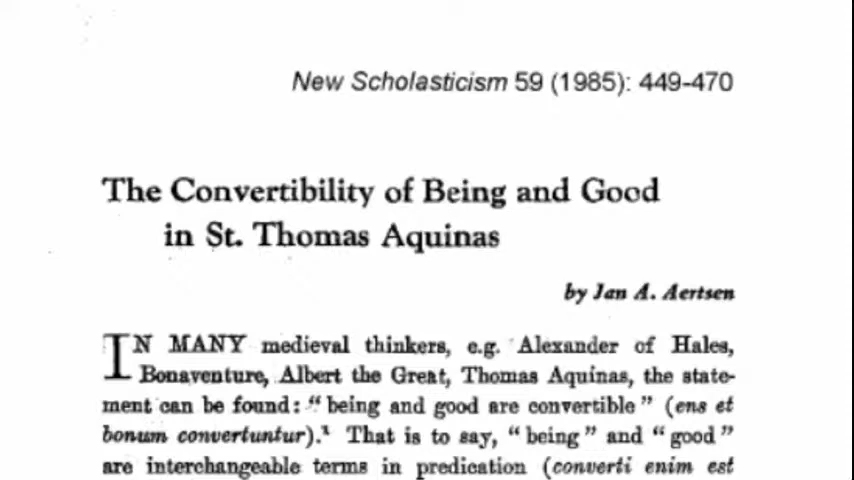 New Scholasticism 59 (1985): 449-470
The Convertibility of Being and Good
in St. Thomas Aquinas
by Jan A. Aertsen
IN MANY medieval thinkers, e.g. Alexander of Hales,
Bonaventure, Albert the Great, Thomas Aquinas, the state-
ment can be found: "being and good are convertible" (ens et
bonum convertuntur).¹ That is to say, "being" and "good"
are interchangeable terms in predication (converti enim est